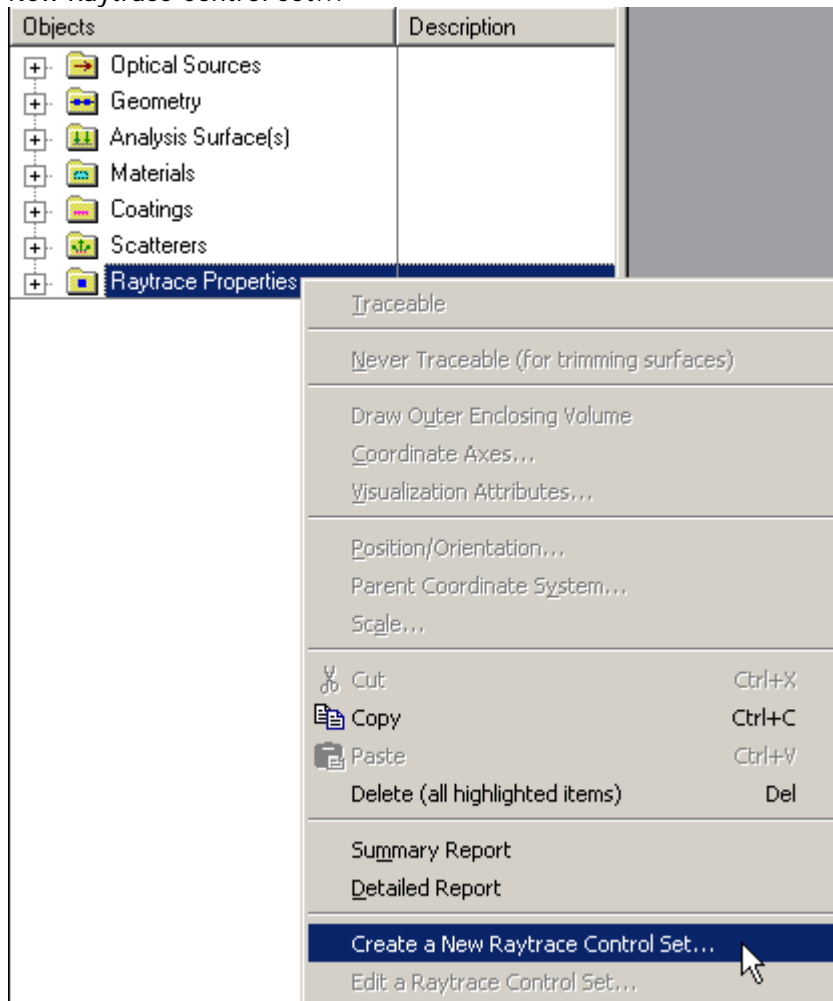 Objects Description
Optical Sources
Geometry
Analysis Surface(s)
Materials
Coatings
Scatterers
Raytrace Properties
Traceable
Never Traceable (for trimming surfaces)
Draw Outer Enclosing Volume
Coordinate Axes...
Visualization Attributes...
Position/Orientation...
Parent Coordinate System...
Scale...
Cut Ctrl+X
Copy Ctrl+C
Paste Ctrl+V
Delete (all highlighted items) Del
Summary Report
Detailed Report
Create a New Raytrace Control Set...
Edit a Raytrace Control Set...